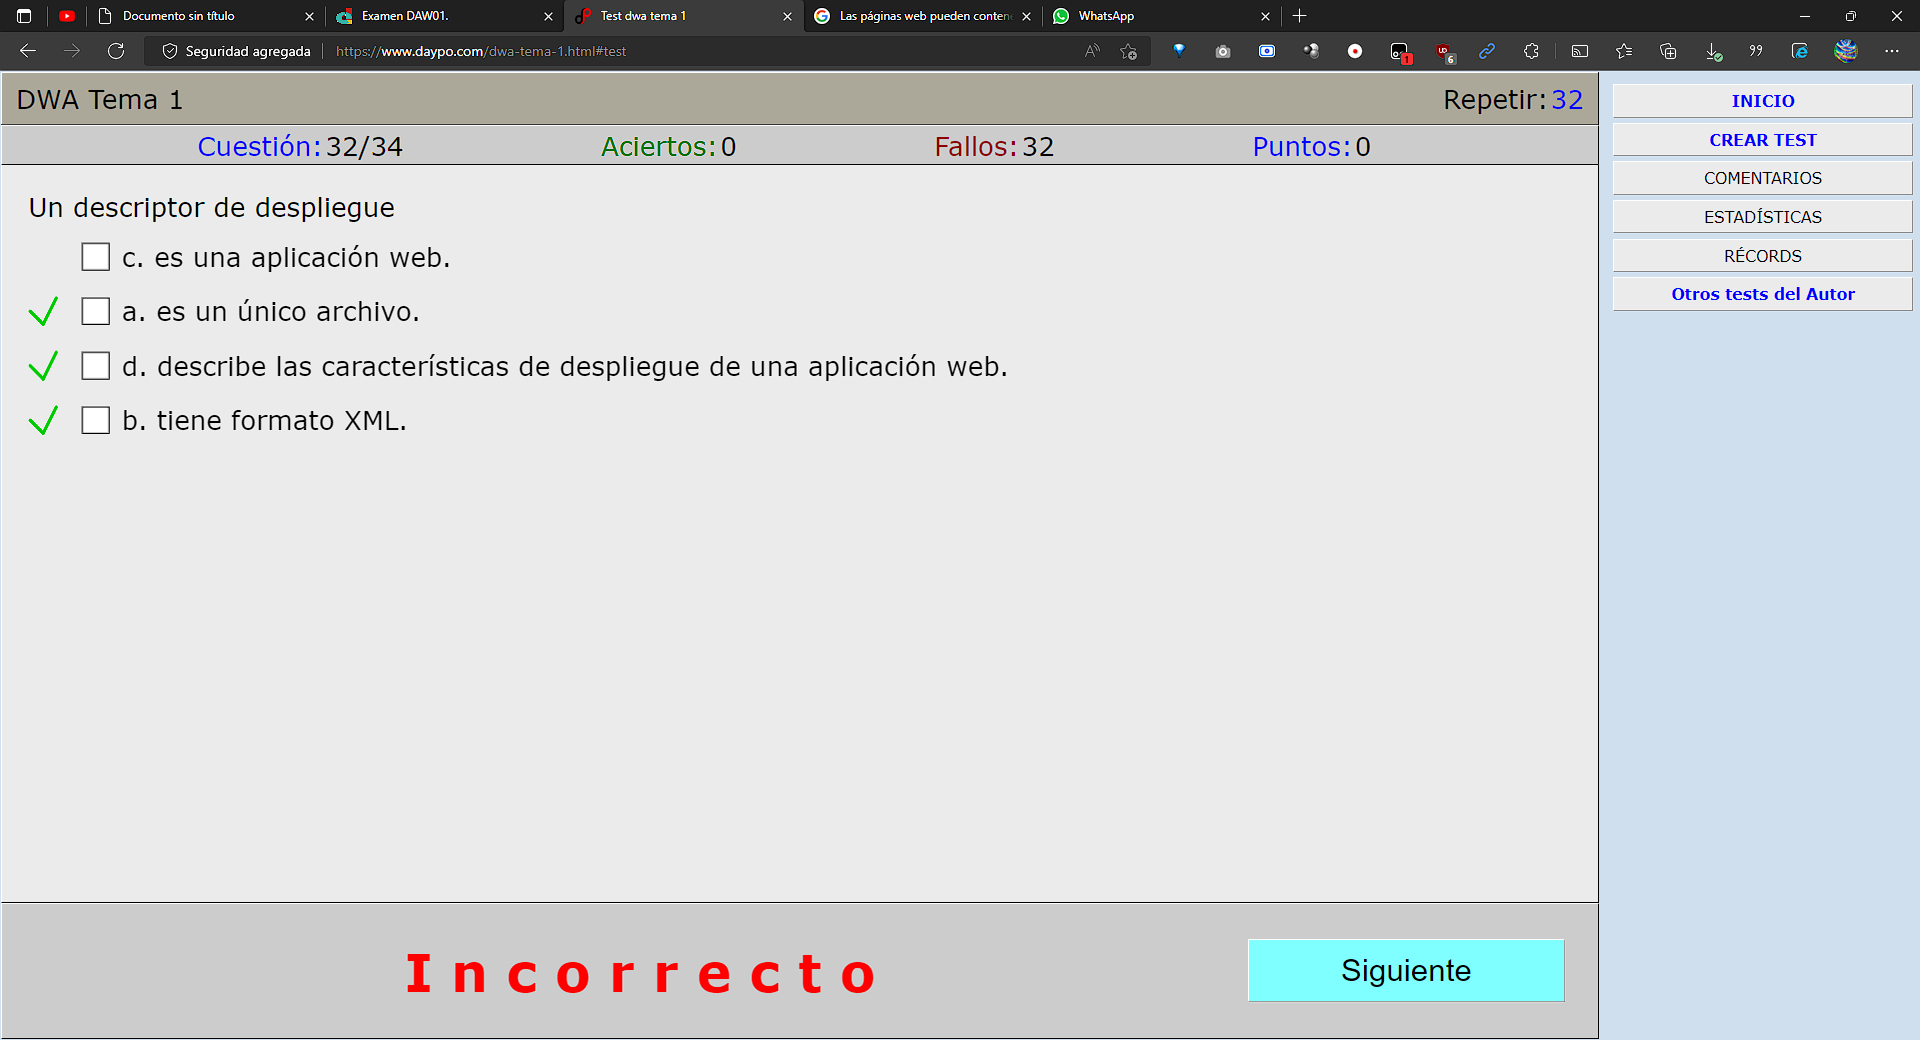 Documento sin título
Examen DAW01.
Test dwa tema 1
Las páginas web pueden conten
WhatsApp
Seguridad agregada
https://www.daypo.com/dwa-tema-1.html#test
DWA Tema 1
Repetir: 32
Cuestión: 32/34
Aciertos: 0
Fallos: 32
Puntos: 0
Un descriptor de despliegue
c. es una aplicación web.
a. es un único archivo.
d. describe las características de despliegue de una aplicación web.
b. tiene formato XML.
Incorrecto
Siguiente
INICIO
CREAR TEST
COMENTARIOS
ESTADÍSTICAS
RÉCORDS
Otros tests del Autor